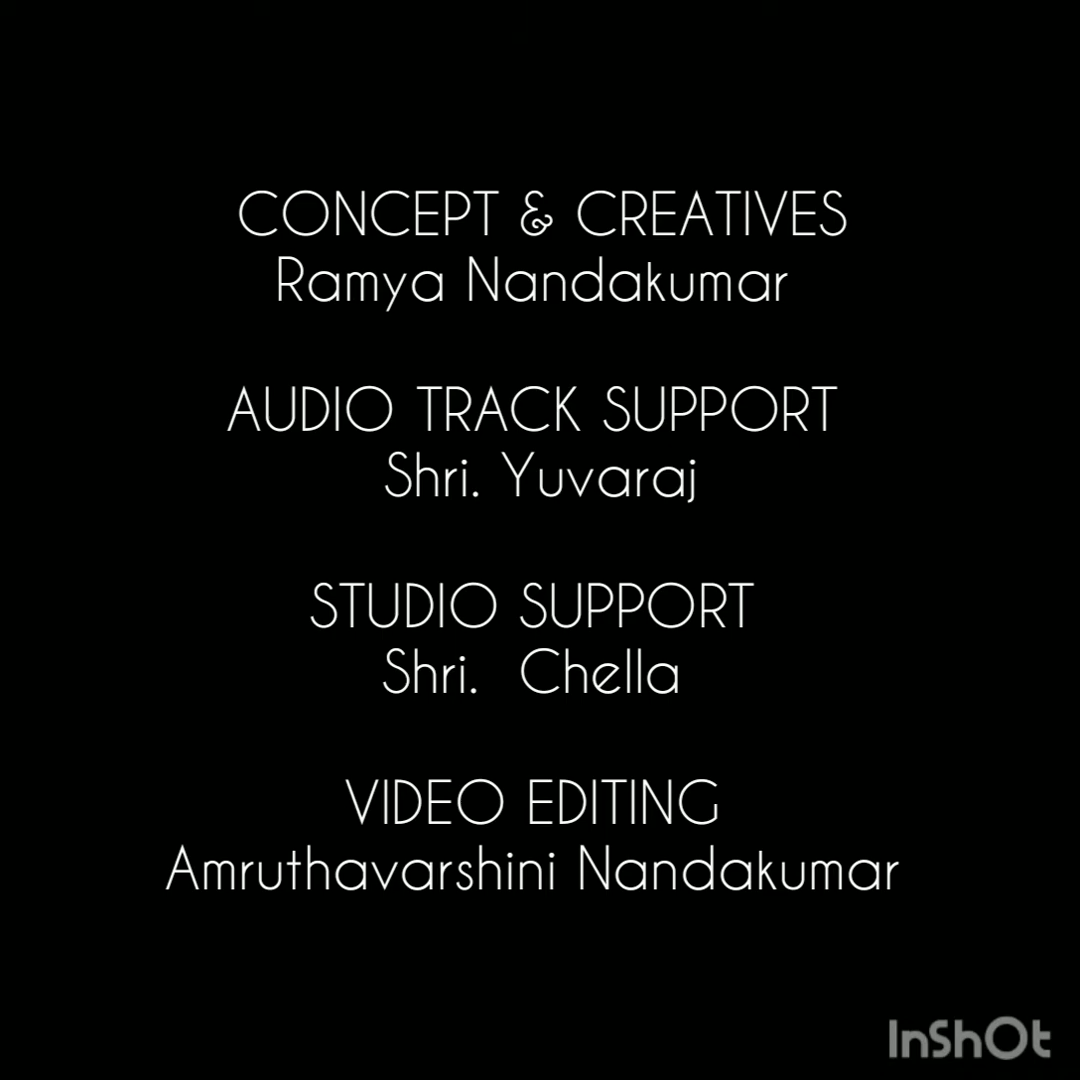 CONCEPT & CREATIVES
Ramya Nandakumar
AUDIO TRACK SUPPORT
Shri. Yuvaraj
STUDIO SUPPORT
Shri. Chella
VIDEO EDITING
Amruthavarshini Nandakumar
InShOt